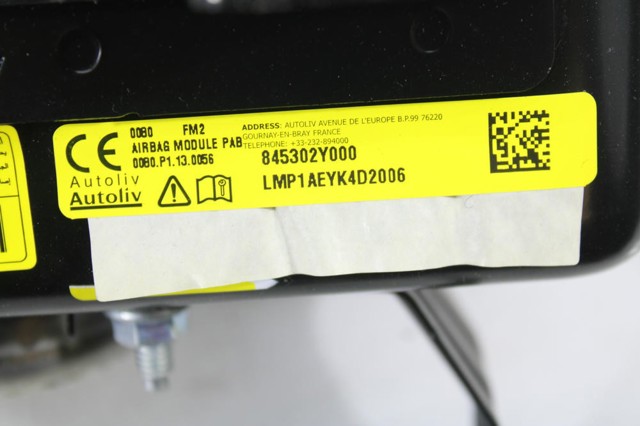 0080 FM2
AIRBAG MODULE PAB
0080.P1.13.0056
Autoliv
Autoliv
ADDRESS: AUTOLIV AVENUE DE L'EUROPE B.P.99 76220
GOURNAY-EN-BRAY FRANCE
TELEPHONE: +33-232-894000
845302Y000
LMP1AEYK4D2006